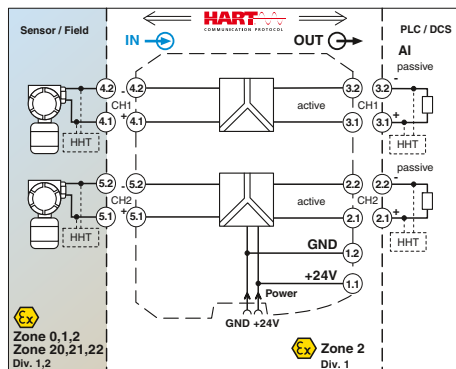 Sensor / Field
HART
COMMUNICATION PROTOCOL
PLC / DCS
IN
OUT
AI
passive
4.2
-
4.2
CH1
4.1
+
4.1
HHT
active
3.2
3.2
-
CH1
3.1
3.1
+
HHT
passive
5.2
-
5.2
CH2
5.1
+
5.1
HHT
active
2.2
2.2
-
CH2
2.1
2.1
+
HHT
GND
1.2
+24V
1.1
Power
GND +24V
Ex
Zone 0,1,2
Zone 20,21,22
Div. 1,2
Ex
Zone 2
Div. 1